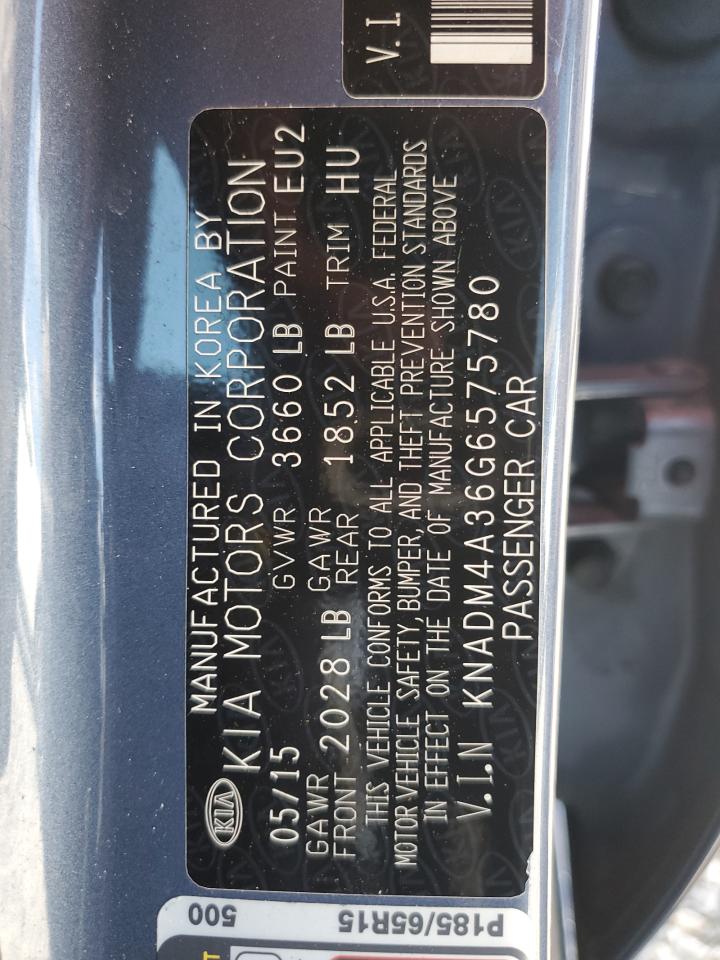 V.I
MANUFACTURED IN KOREA BY
KIA KIA MOTORS CORPORATION
05/15 GVWR 3660 LB PAINT EU2
GAWR FRONT 2028 LB GAWR REAR 1852 LB TRIM HU
THIS VEHICLE CONFORMS TO ALL APPLICABLE U.S.A. FEDERAL
MOTOR VEHICLE SAFETY, BUMPER, AND THEFT PREVENTION STANDARDS
IN EFFECT ON THE DATE OF MANUFACTURE SHOWN ABOVE
V.I.N KNADM4A36G6575780
PASSENGER CAR
P185/65R15
500